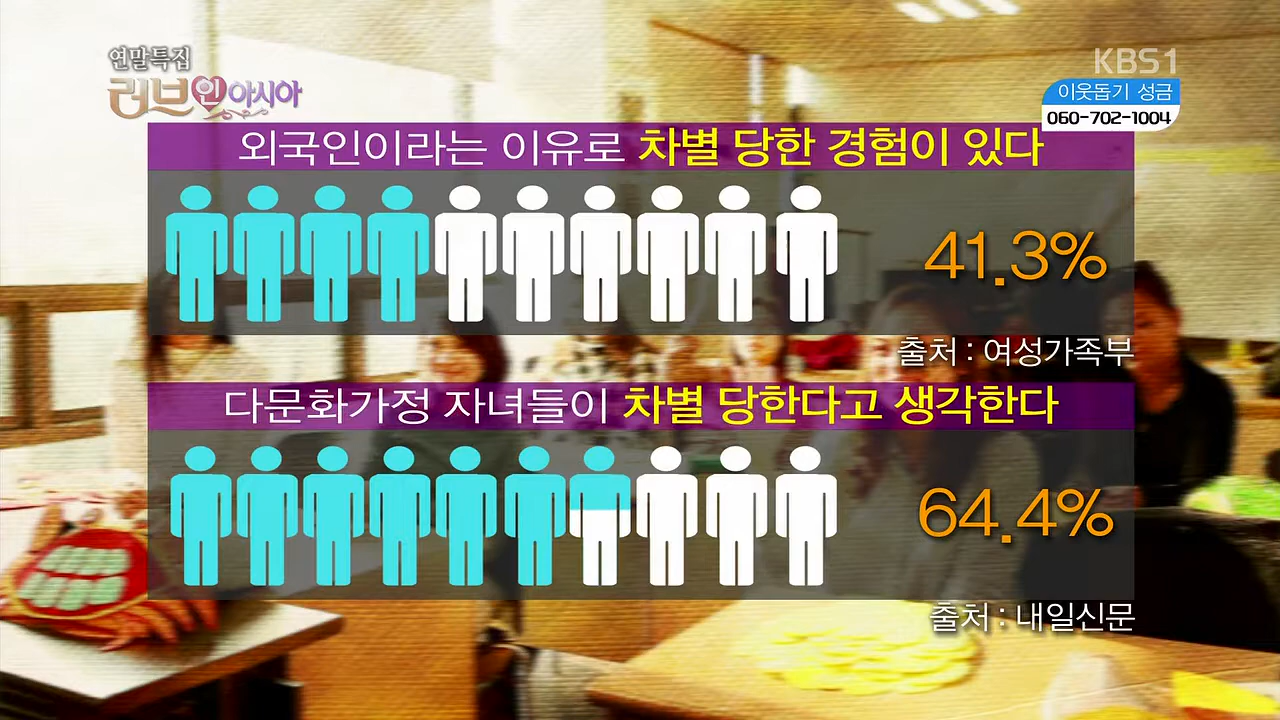 연말특집
러브인아시아
KBS1
이웃돕기 성금
060-702-1004
외국인이라는 이유로 차별 당한 경험이 있다
41.3%
출처 : 여성가족부
다문화가정 자녀들이 차별 당한다고 생각한다
64.4%
출처 : 내일신문